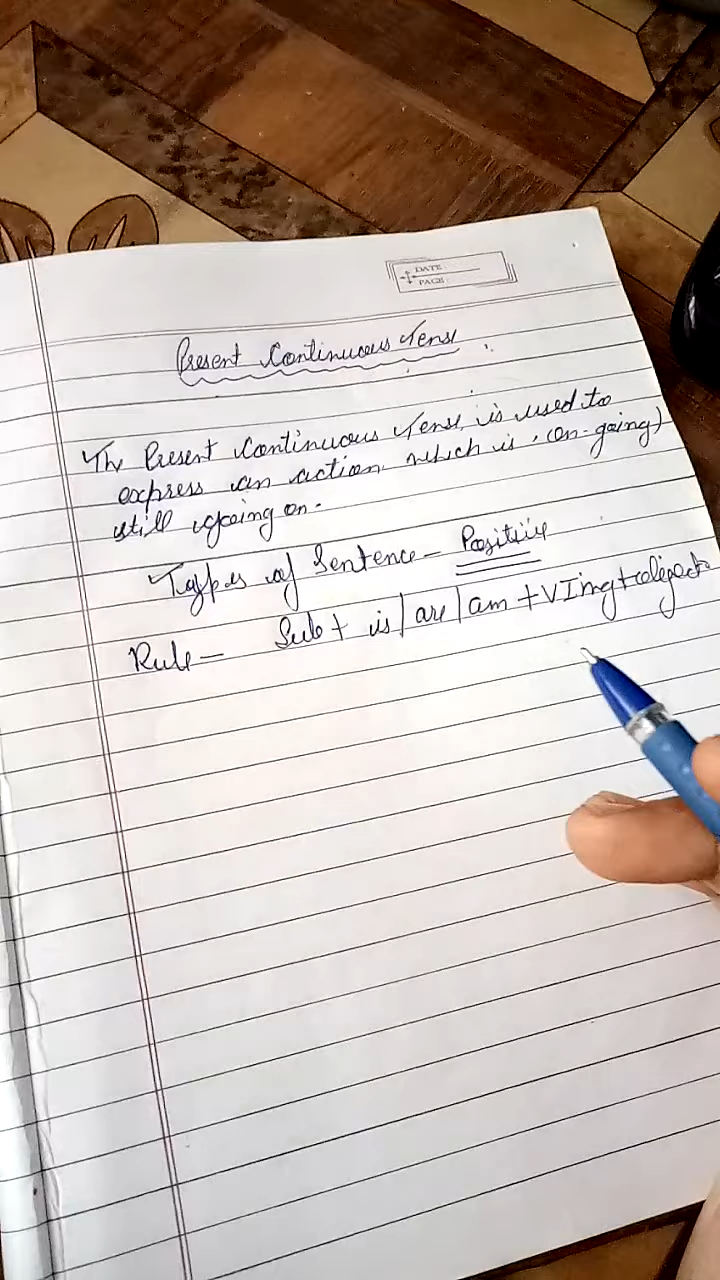 DATE:
PAGE:
Present Continuous Tense
The Present Continuous Tense is used to
express an action which is (on-going)
still going on.
Types of Sentence - Positive
Rule - Sub + is | are | am + VIing + object